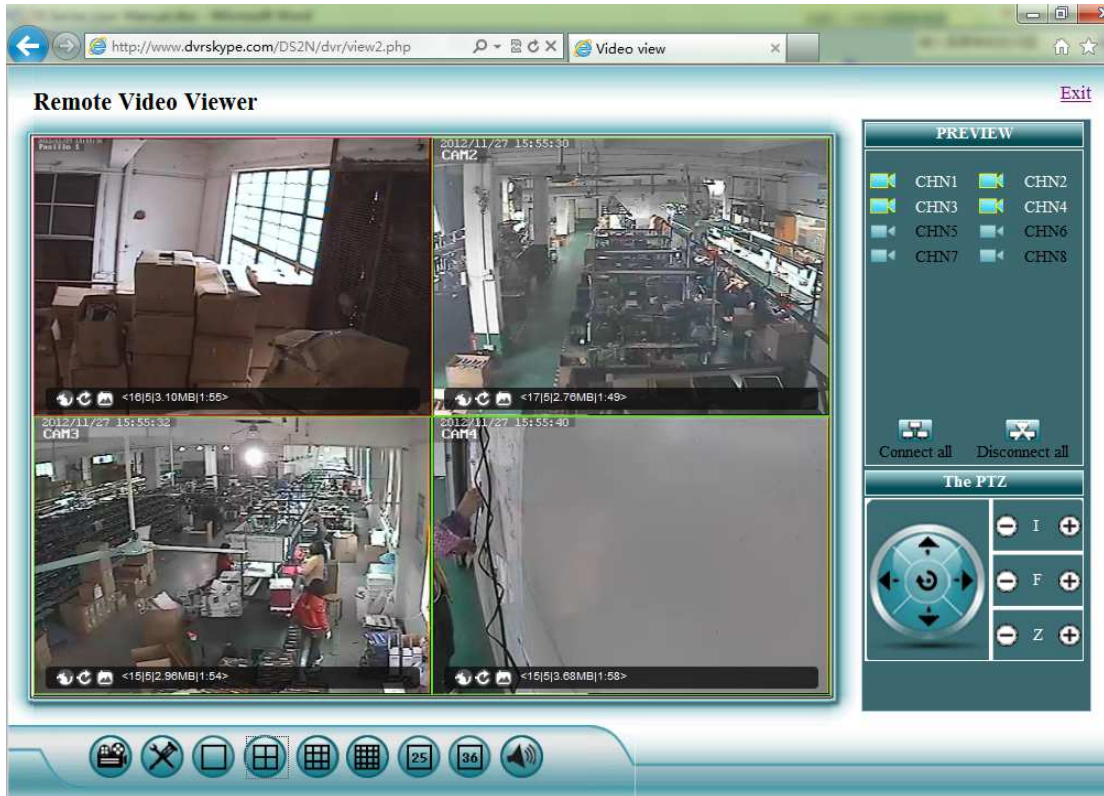 http://www.dvrskype.com/DS2N/dvr/view2.php
Video view
Remote Video Viewer
Exit
PREVIEW
Pasillo 1
2012/11/27 15:55:30
CAM2
CHN1 CHN2
CHN3 CHN4
CHN5 CHN6
CHN7 CHN8
<16|5|3.10MB|1:55>
<17|5|2.76MB|1:49>
2012/11/27 15:55:32
CAM3
2012/11/27 15:55:40
CAM4
Connect all Disconnect all
The PTZ
I
F
Z
<15|5|2.96MB|1:54>
<15|5|3.68MB|1:58>
25
36